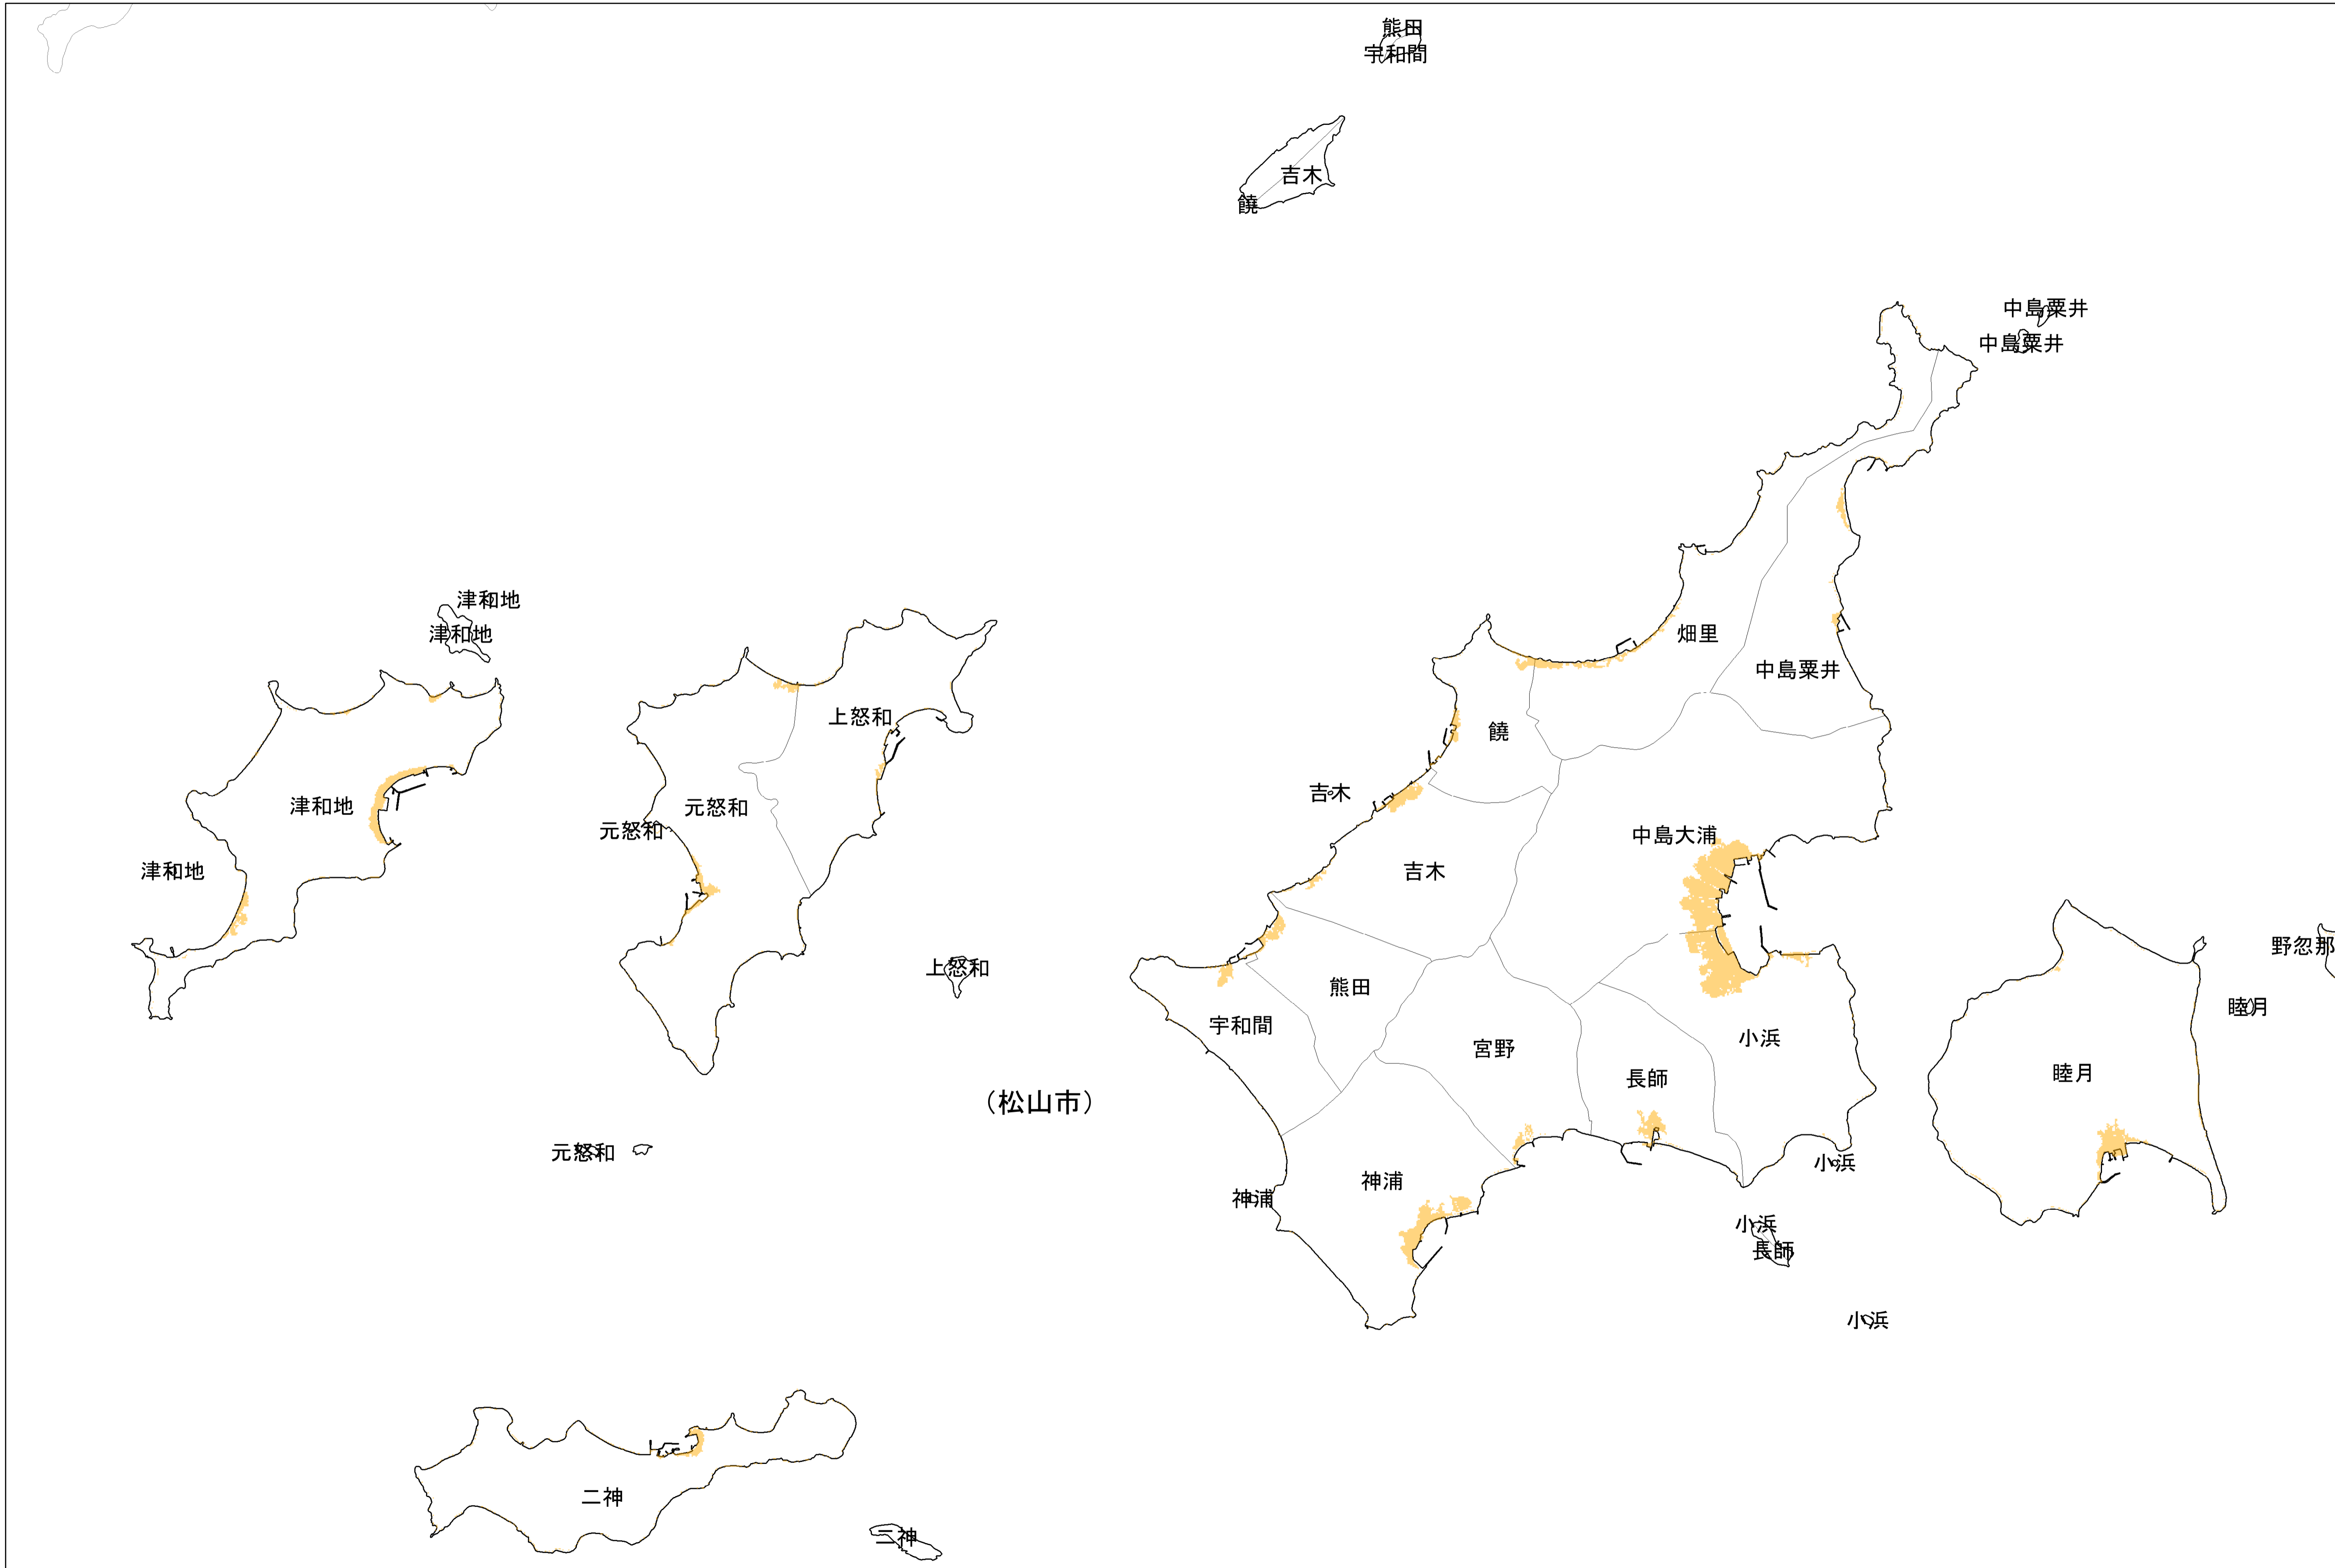 熊田
宇和間
吉木
饒
中島粟井
中島粟井
津和地
津和地
畑里
中島粟井
上怒和
饒
津和地
元怒和
吉木
元怒和
中島大浦
津和地
吉木
野忽那
上怒和
熊田
睦月
宇和間
小浜
宮野
睦月
長師
（松山市）
元怒和
小浜
神浦
神浦
小浜
長師
小浜
二神
二神